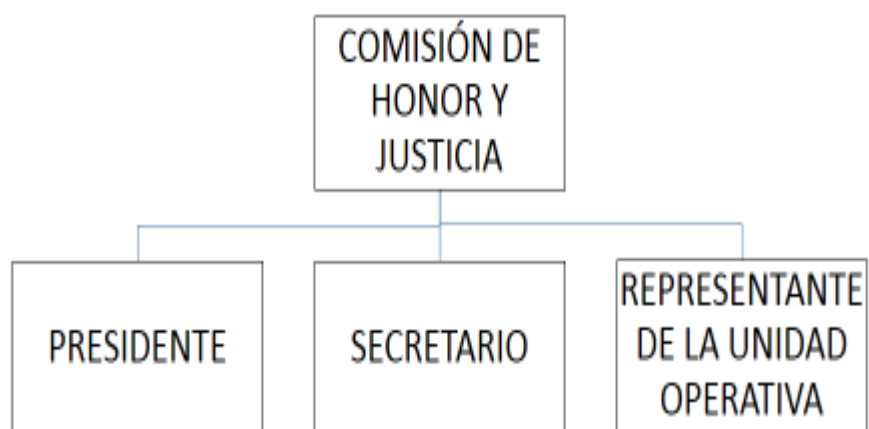 COMISIÓN DE
HONOR Y
JUSTICIA
PRESIDENTE
SECRETARIO
REPRESENTANTE
DE LA UNIDAD
OPERATIVA